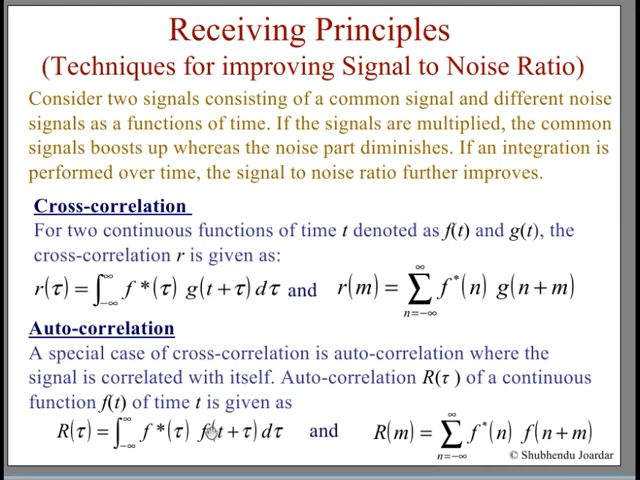 Receiving Principles
(Techniques for improving Signal to Noise Ratio)
Consider two signals consisting of a common signal and different noise
signals as a functions of time. If the signals are multiplied, the common
signals boosts up whereas the noise part diminishes. If an integration is
performed over time, the signal to noise ratio further improves.
Cross-correlation
For two continuous functions of time t denoted as f(t) and g(t), the
cross-correlation r is given as:
r(τ) = ∫_{-∞}^{∞} f*(τ) g(t+τ) dτ and r(m) = ∑_{n=-∞}^{∞} f*(n) g(n+m)
Auto-correlation
A special case of cross-correlation is auto-correlation where the
signal is correlated with itself. Auto-correlation R(τ ) of a continuous
function f(t) of time t is given as
R(τ) = ∫_{-∞}^{∞} f*(τ) f(t+τ) dτ and R(m) = ∑_{n=-∞}^{∞} f*(n) f(n+m)
© Shubhendu Joardar